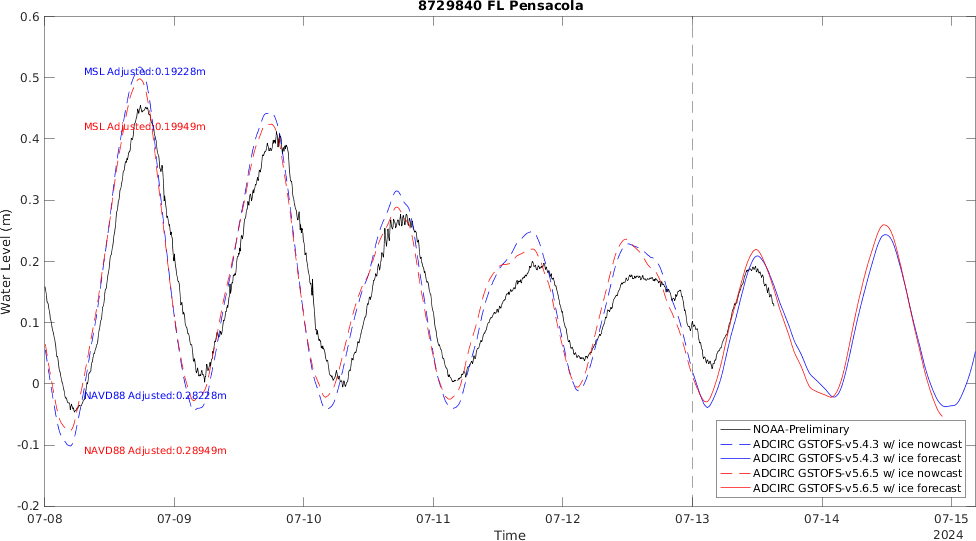 8729840 FL Pensacola
0.6
0.5
0.4
0.3
0.2
0.1
0
-0.1
-0.2
Water Level (m)
MSL Adjusted:0.19228m
MSL Adjusted:0.19949m
NAVD88 Adjusted:0.28228m
NAVD88 Adjusted:0.28949m
NOAA-Preliminary
ADCIRC GSTOFS-v5.4.3 w/ ice nowcast
ADCIRC GSTOFS-v5.4.3 w/ ice forecast
ADCIRC GSTOFS-v5.6.5 w/ ice nowcast
ADCIRC GSTOFS-v5.6.5 w/ ice forecast
07-08 07-09 07-10 07-11 07-12 07-13 07-14 07-15
Time
2024